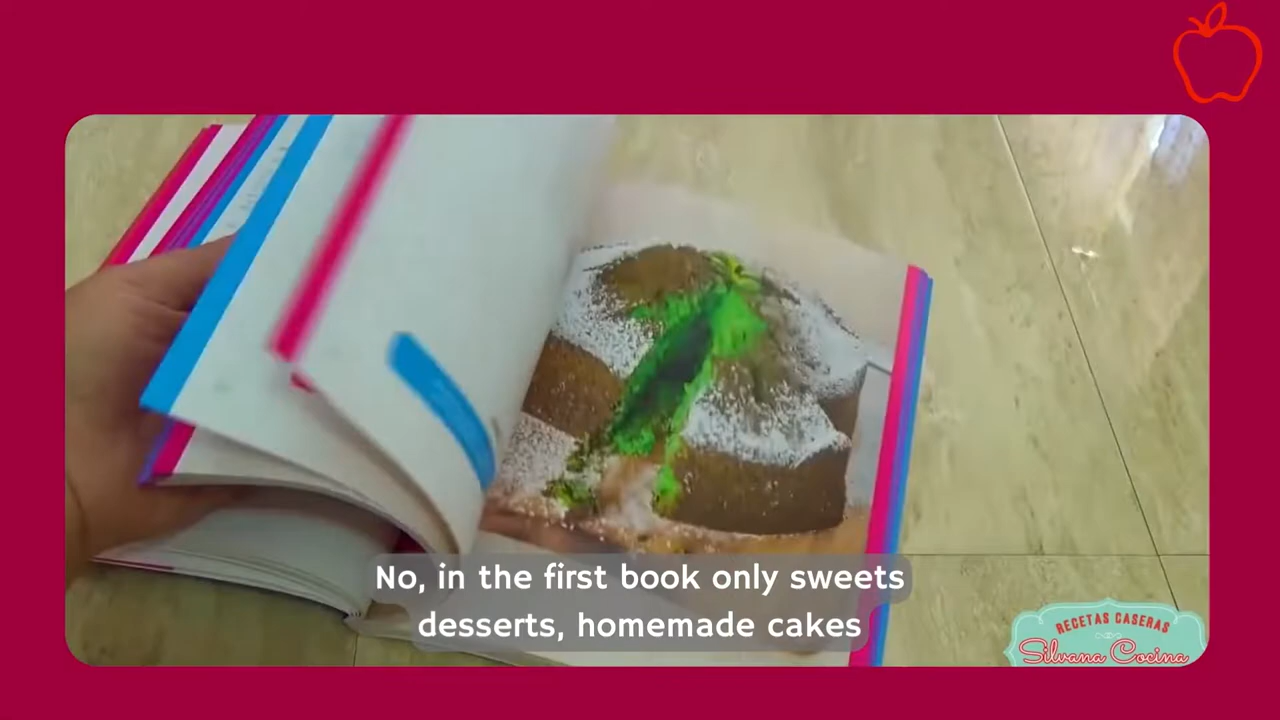 No, in the first book only sweets
desserts, homemade cakes
RECETAS CASERAS
Silvana Cocina